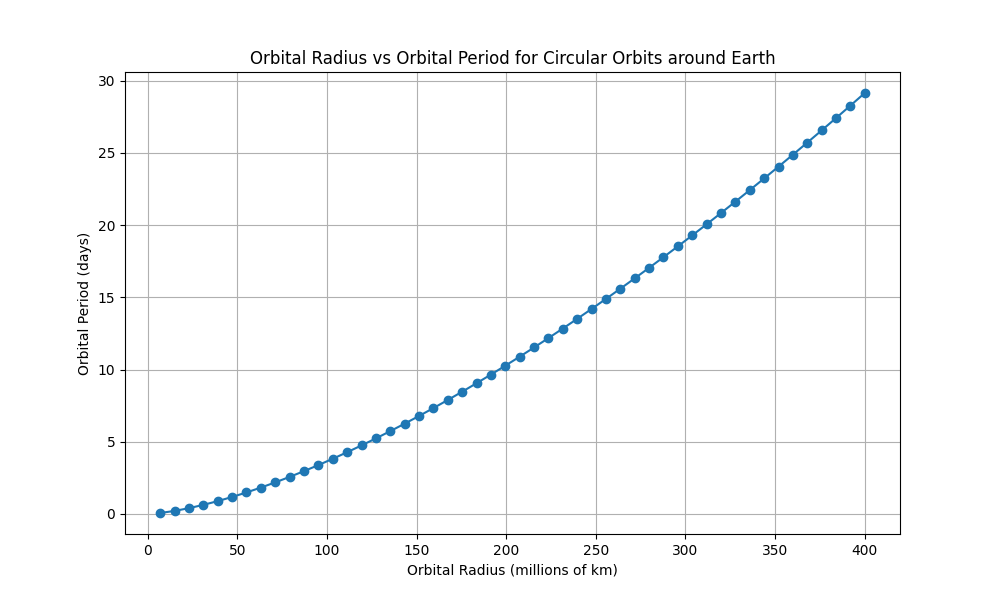 Orbital Radius vs Orbital Period for Circular Orbits around Earth
30
25
20
15
10
5
0
Orbital Period (days)
0 50 100 150 200 250 300 350 400
Orbital Radius (millions of km)